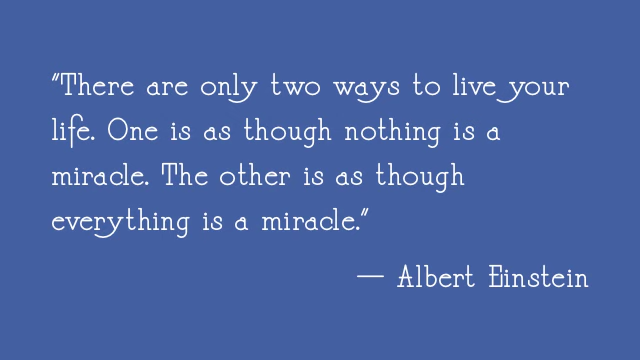 "There are only two ways to live your
life. One is as though nothing is a
miracle. The other is as though
everything is a miracle."
— Albert Einstein